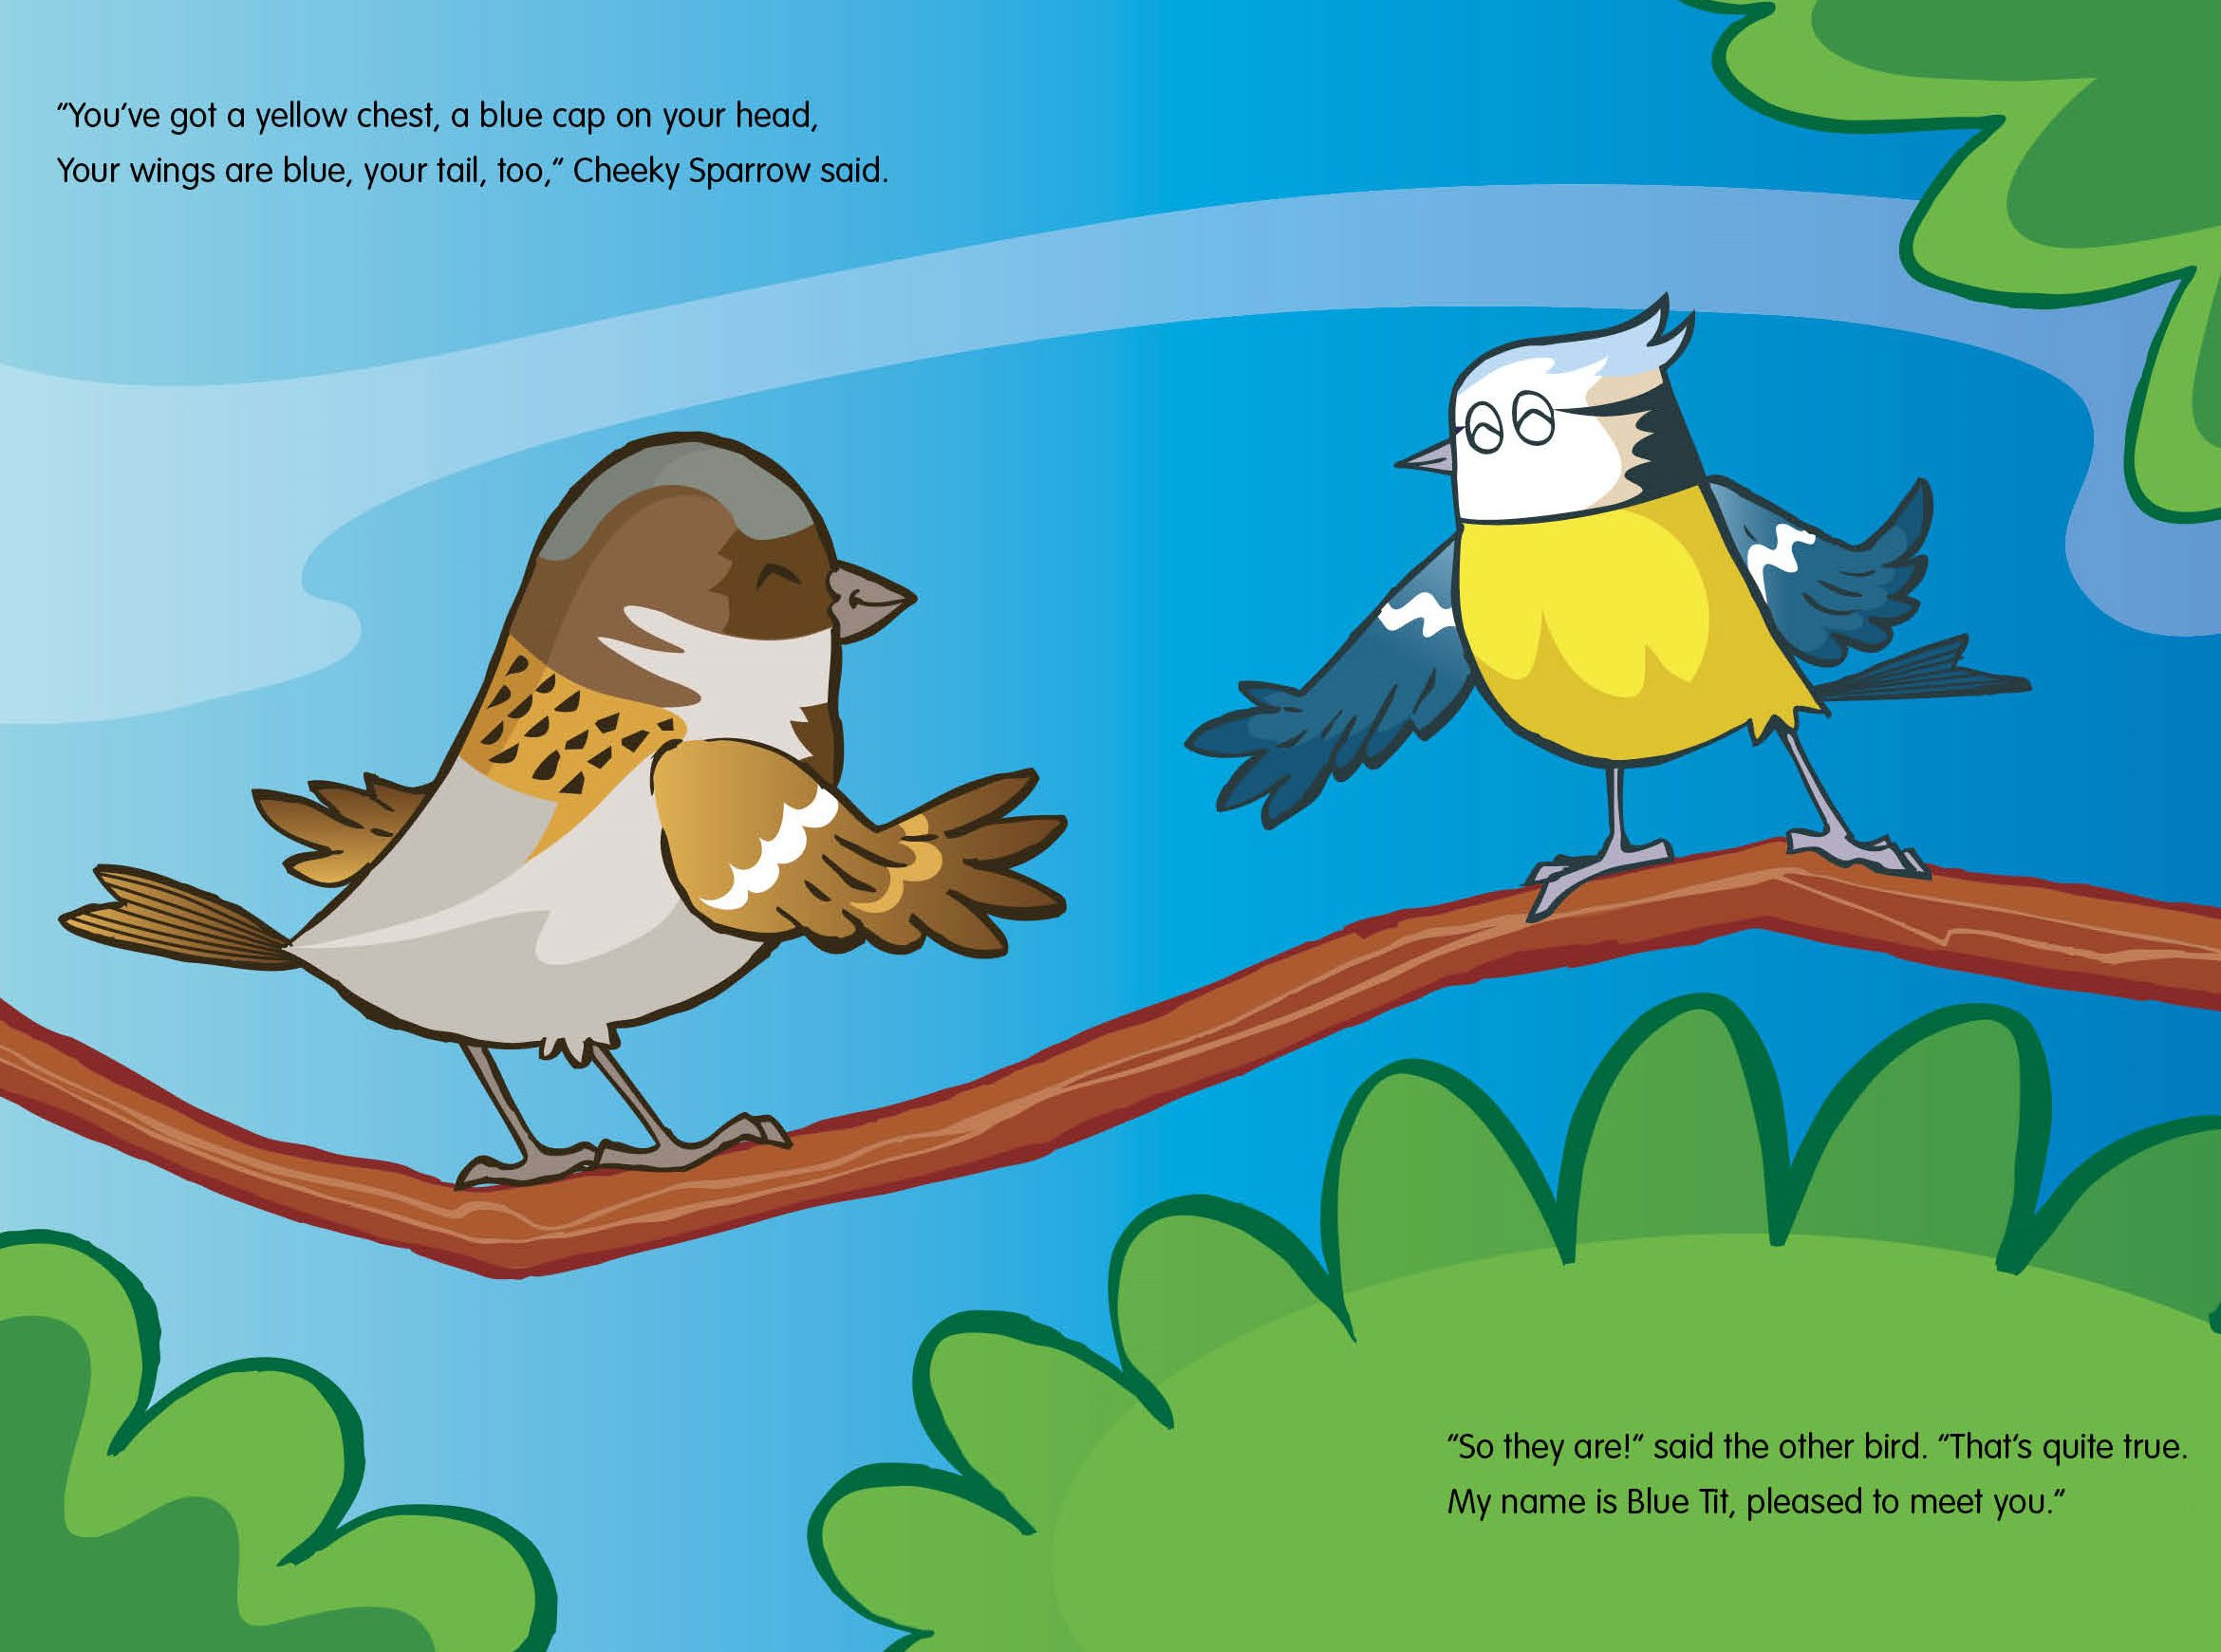 “You’ve got a yellow chest, a blue cap on your head,
Your wings are blue, your tail, too,” Cheeky Sparrow said.
“So they are!” said the other bird. “That’s quite true.
My name is Blue Tit, pleased to meet you.”